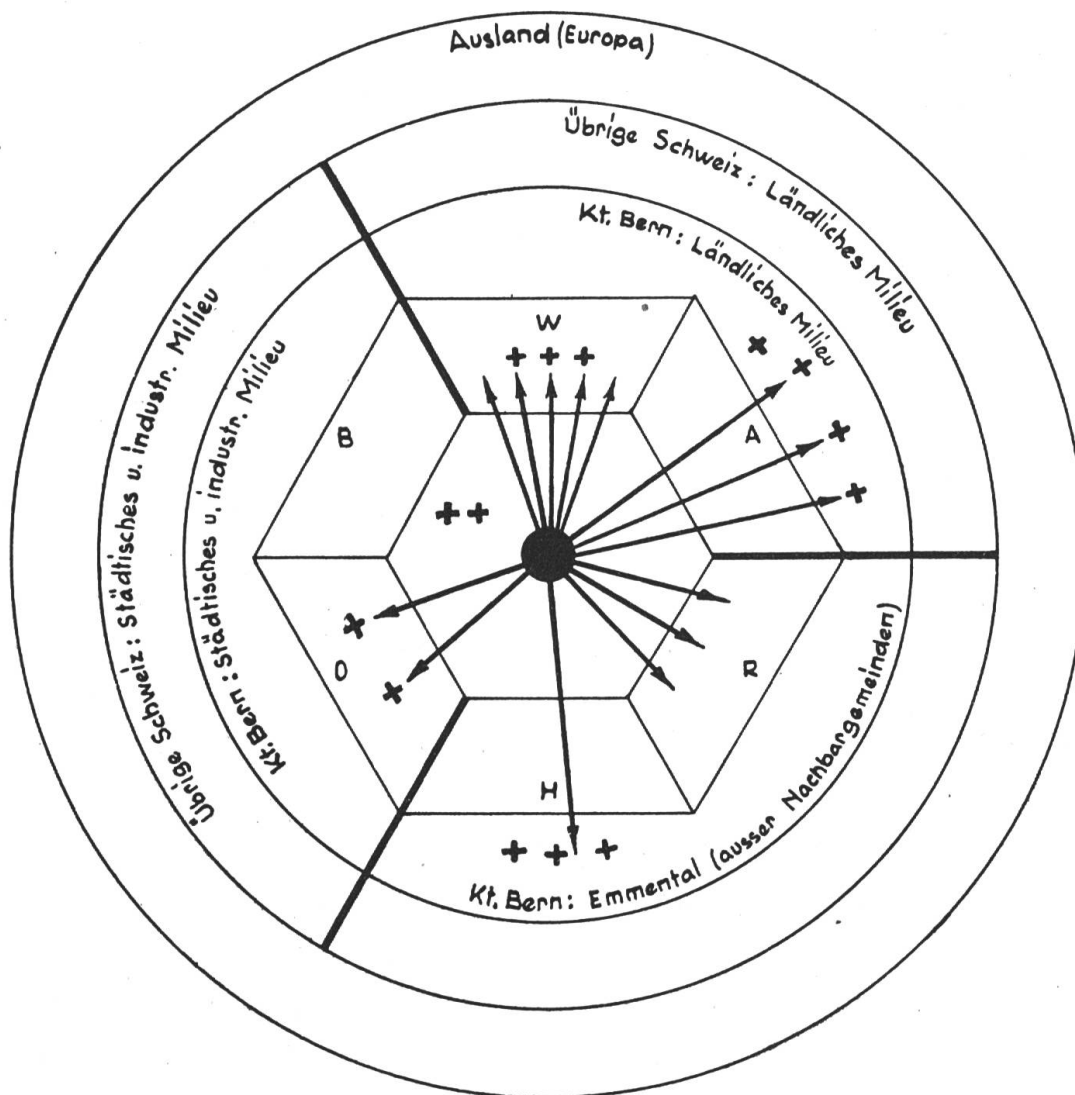 Ausland (Europa)
Übrige Schweiz: Ländliches Milieu
Kt. Bern: Ländliches Milieu
Übrige Schweiz: Städtisches u. industr. Milieu
Kt. Bern: Städtisches u. industr. Milieu
W
B
A
O
R
H
Kt. Bern: Emmental (ausser Nachbargemeinden)